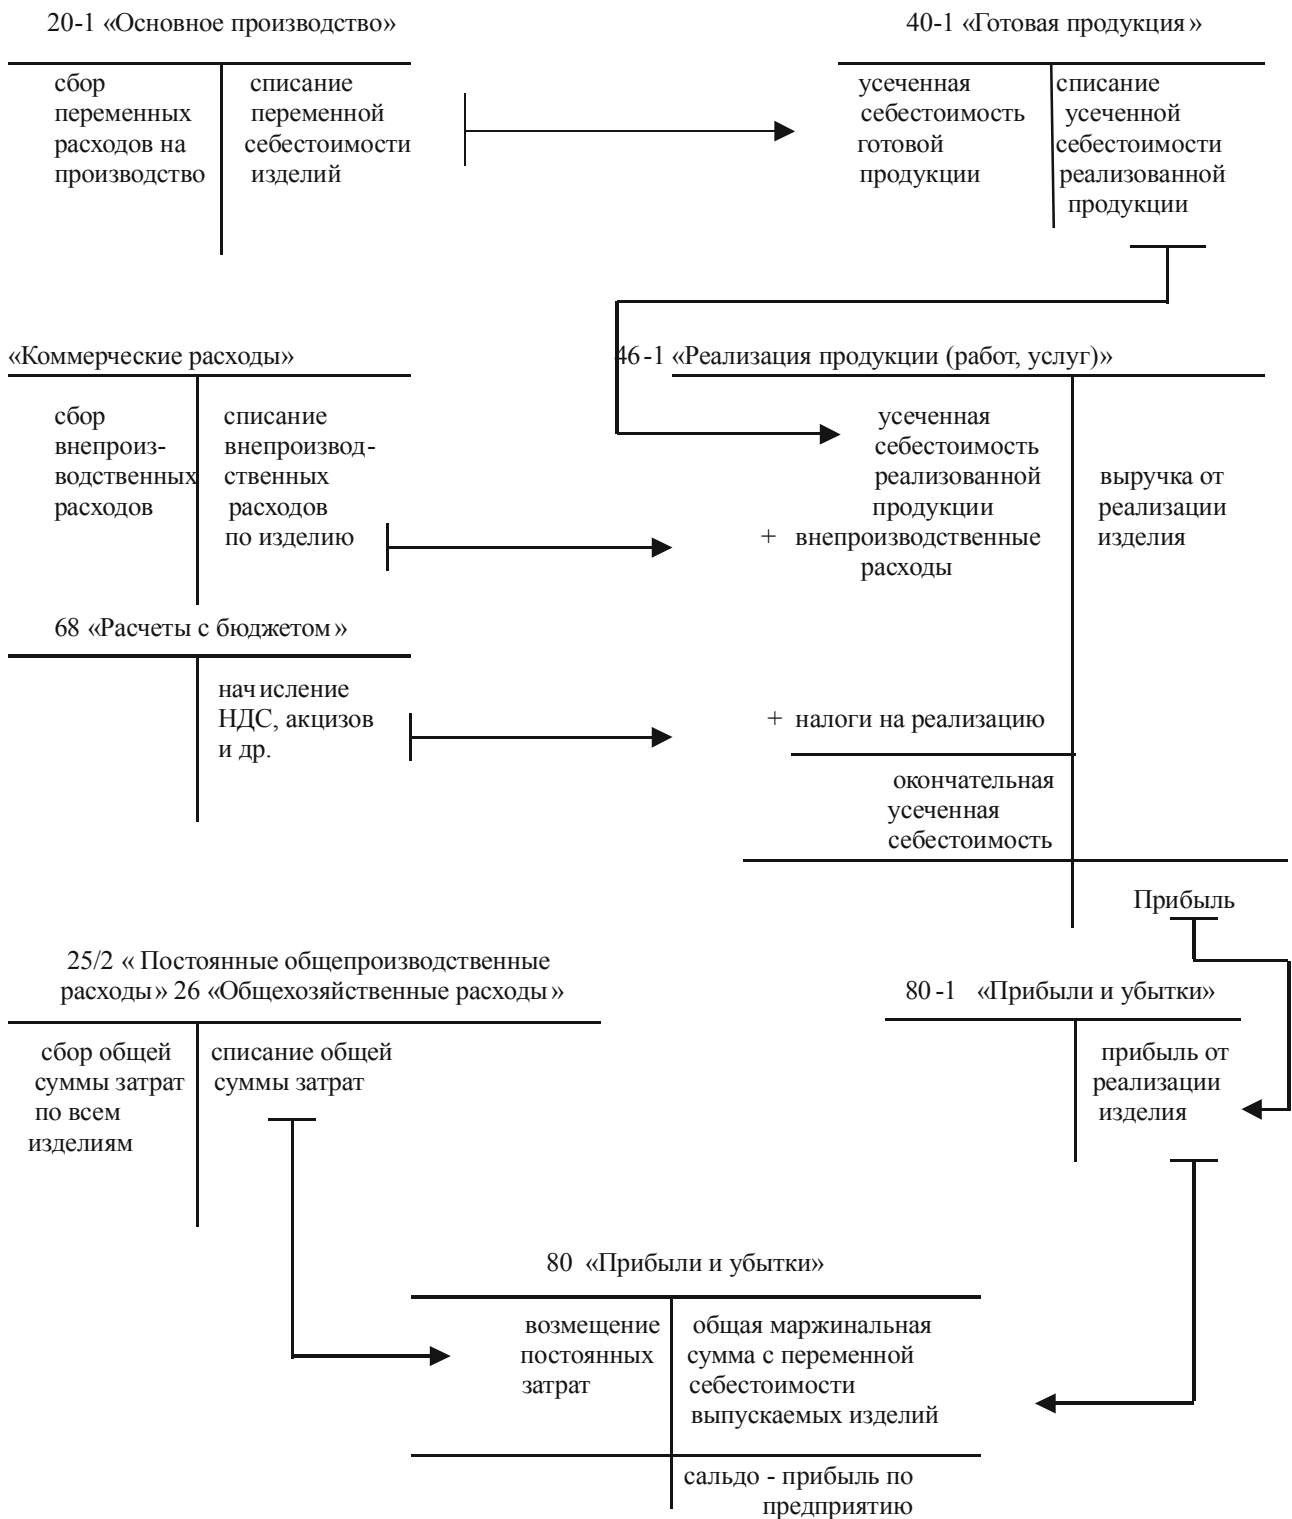 20-1 «Основное производство»
сбор
переменных
расходов на
производство
списание
переменной
себестоимости
изделий
40-1 «Готовая продукция»
усеченная
себестоимость
готовой
продукции
списание
усеченной
себестоимости
реализованной
продукции
«Коммерческие расходы»
сбор
внепроиз-
водственных
расходов
списание
внепроизвод-
ственных
расходов
по изделию
46-1 «Реализация продукции (работ, услуг)»
усеченная
себестоимость
реализованной
продукции
+ внепроизводственные
расходы
выручка от
реализации
изделия
68 «Расчеты с бюджетом»
начисление
НДС, акцизов
и др.
+ налоги на реализацию
окончательная
усеченная
себестоимость
Прибыль
25/2 «Постоянные общепроизводственные
расходы» 26 «Общехозяйственные расходы»
сбор общей
суммы затрат
по всем
изделиям
списание общей
суммы затрат
80-1 «Прибыли и убытки»
прибыль от
реализации
изделия
80 «Прибыли и убытки»
возмещение
постоянных
затрат
общая маржинальная
сумма с переменной
себестоимости
выпускаемых изделий
сальдо - прибыль по
предприятию